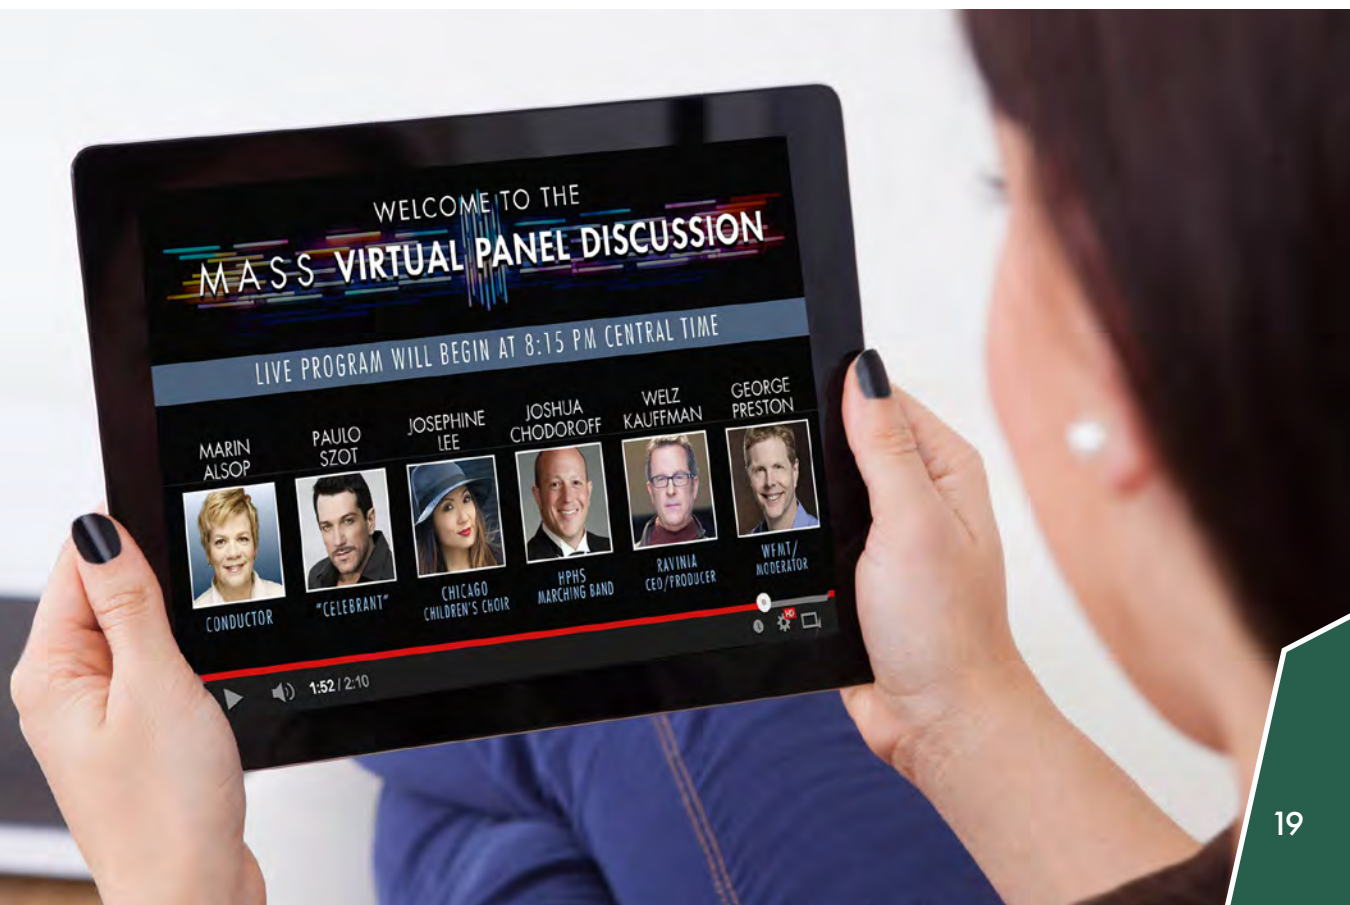 WELCOME TO THE
MASS VIRTUAL PANEL DISCUSSION
LIVE PROGRAM WILL BEGIN AT 8:15 PM CENTRAL TIME
MARIN
ALSOP
PAULO
SZOT
JOSEPHINE
LEE
JOSHUA
CHODOROFF
WELZ
KAUFFMAN
GEORGE
PRESTON
CONDUCTOR
"CELEBRANT"
CHICAGO
CHILDREN'S CHOIR
HPHS
MARCHING BAND
RAVINIA
CEO/PRODUCER
WFMT/
MODERATOR
1:52 / 2:10
HD
19